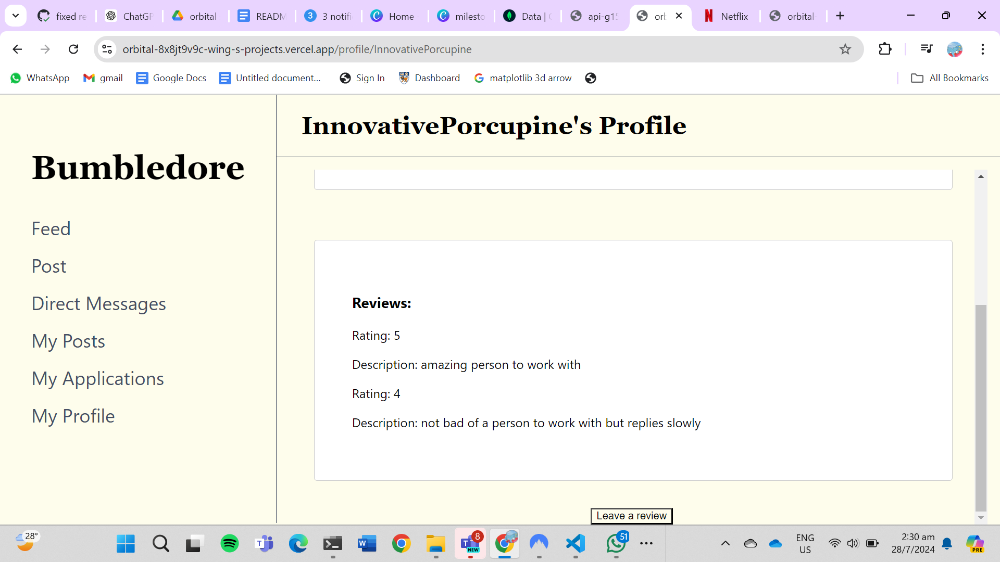 fixed re
ChatGP
orbital
READM
3 notifi
Home
milesto
Data | C
api-g15
orb
Netflix
orbital-
orbital-8x8jt9v9c-wing-s-projects.vercel.app/profile/InnovativePorcupine
WhatsApp
gmail
Google Docs
Untitled document...
Sign In
Dashboard
matplotlib 3d arrow
All Bookmarks
InnovativePorcupine's Profile
Bumbledore
Feed
Post
Direct Messages
My Posts
My Applications
My Profile
Reviews:
Rating: 5
Description: amazing person to work with
Rating: 4
Description: not bad of a person to work with but replies slowly
Leave a review
28°
8
NEW
51
ENG
US
2:30 am
28/7/2024
PRE